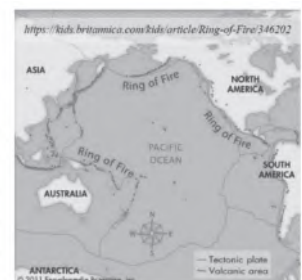 https://kids.britannica.com/kids/article/Ring-of-Fire/346202
ASIA
Ring of Fire
NORTH
AMERICA
Ring of Fire
PACIFIC
OCEAN
Ring of Fire
SOUTH
AMERICA
AUSTRALIA
N
W E
S
Tectonic plate
Volcanic area
ANTARCTICA